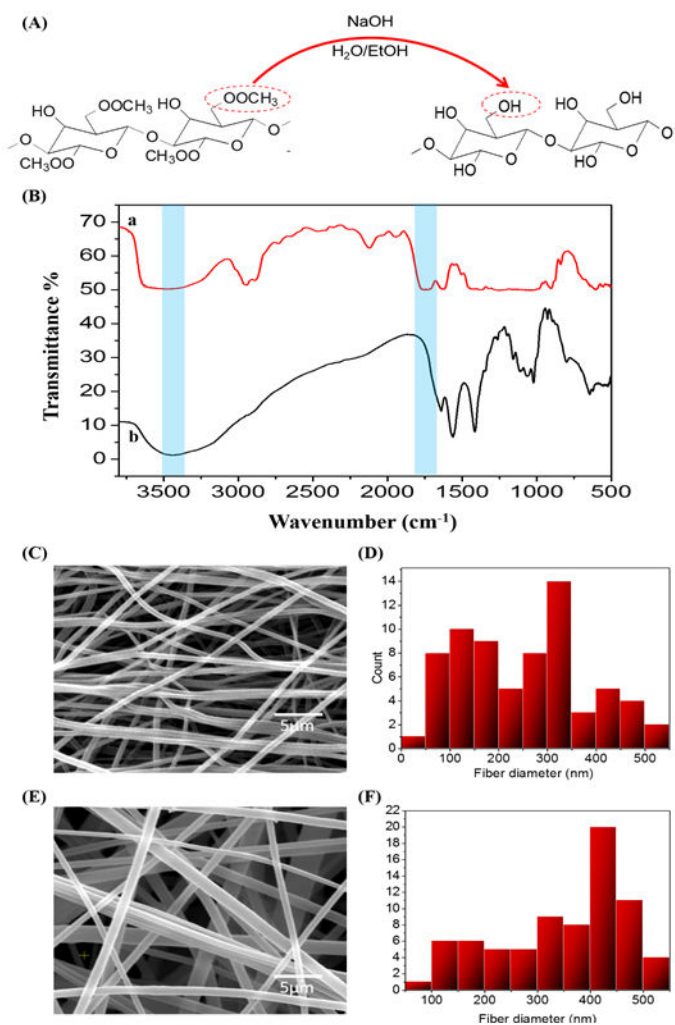 (A)
NaOH
H₂O/EtOH
OOCH₃
HO
OOCH₃
HO
O
O
O
O
O
CH₃OO
CH₃OO
OH
HO
O
HO
O
O
HO
OH
HO
O
HO
O
(B)
Transmittance %
70
60
50
40
30
20
10
0
a
b
3500 3000 2500 2000 1500 1000 500
Wavenumber (cm⁻¹)
(C)
5μm
(D)
Count
14
12
10
8
6
4
2
0
0 100 200 300 400 500
Fiber diameter (nm)
(E)
5μm
(F)
22
20
18
16
14
12
10
8
6
4
2
0
100 200 300 400 500
Fiber diameter (nm)